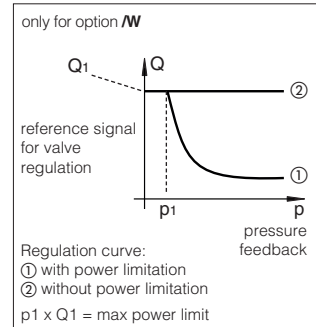 only for option /W
Q1
Q
②
reference signal
for valve
regulation
①
p1
p
pressure
feedback
Regulation curve:
① with power limitation
② without power limitation
p1 x Q1 = max power limit